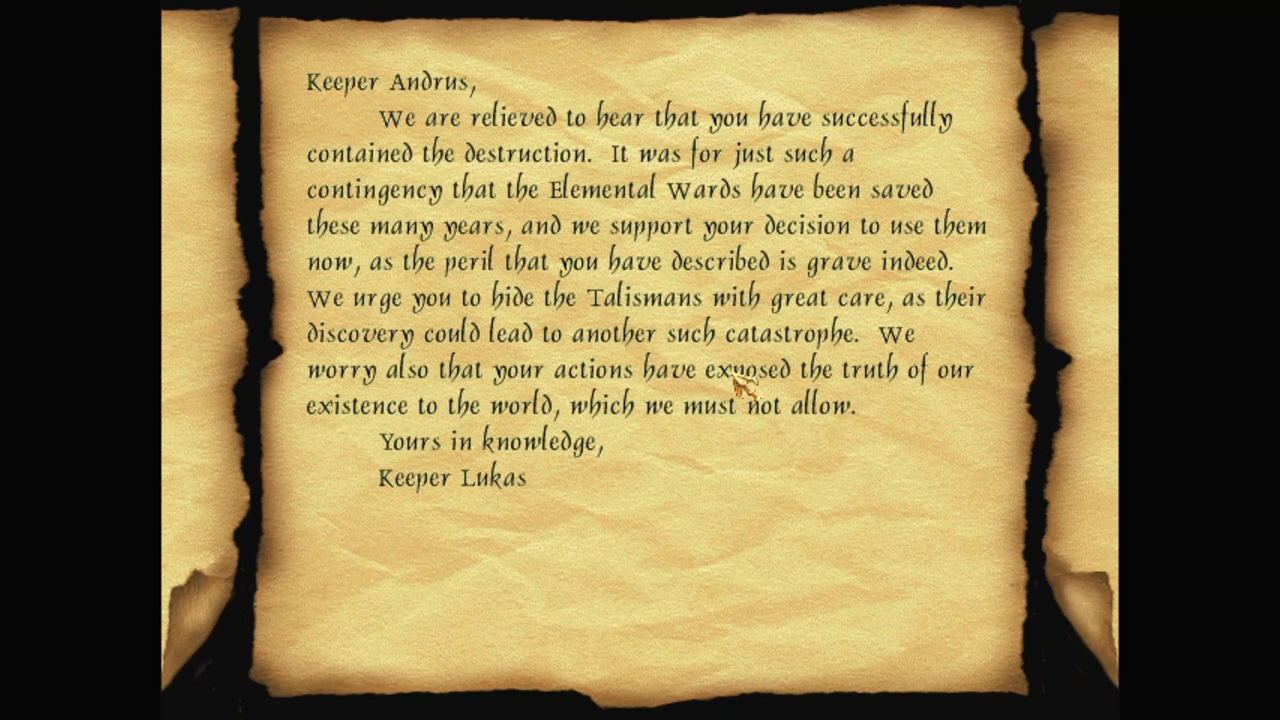 Keeper Andrus,
We are relieved to hear that you have successfully
contained the destruction.  It was for just such a
contingency that the Elemental Wards have been saved
these many years, and we support your decision to use them
now, as the peril that you have described is grave indeed.
We urge you to hide the Talismans with great care, as their
discovery could lead to another such catastrophe.  We
worry also that your actions have exposed the truth of our
existence to the world, which we must not allow.
Yours in knowledge,
Keeper Lukas